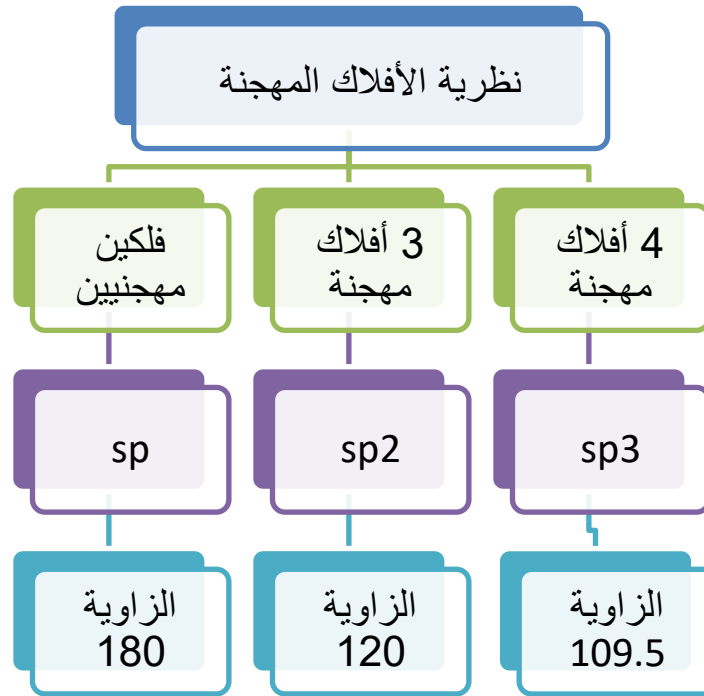 نظرية الأفلاك المهجنة
4 أفلاك
مهجنة
3 أفلاك
مهجنة
فلكين
مهجنيين
sp3
sp2
sp
الزاوية
109.5
الزاوية
120
الزاوية
180